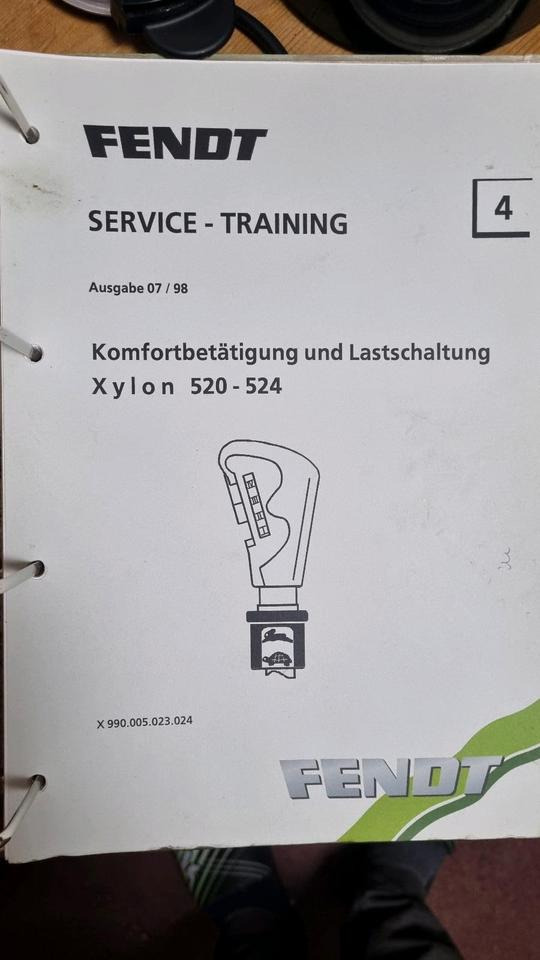 FENDT
SERVICE - TRAINING
4
Ausgabe 07 / 98
Komfortbetätigung und Lastschaltung
Xylon 520 - 524
X 990.005.023.024
FENDT